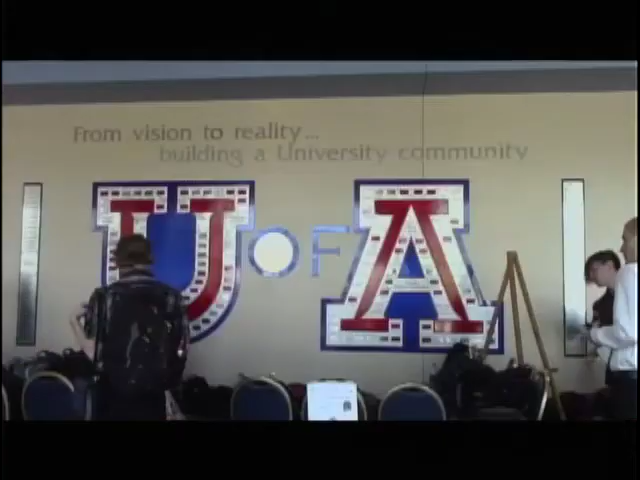 From vision to reality...
building a University community
U OF A